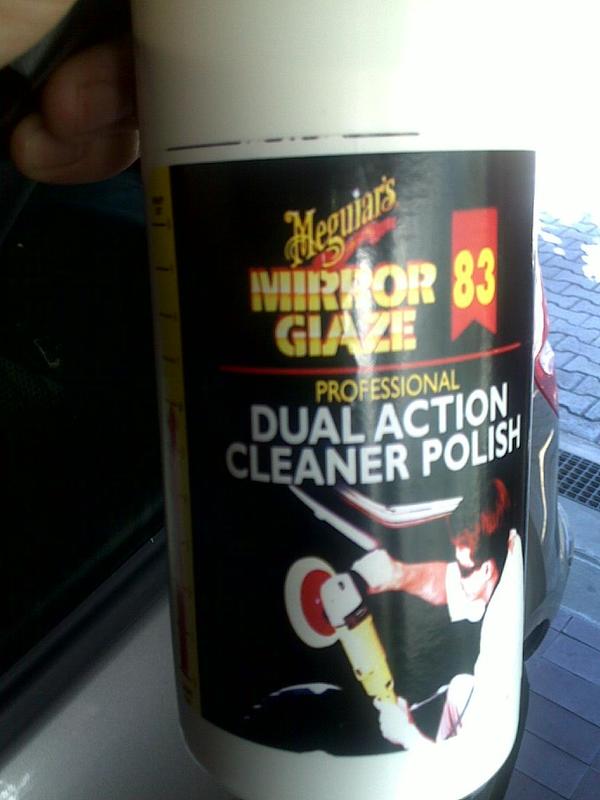 Meguiar's
MIRROR
GLAZE
83
PROFESSIONAL
DUAL ACTION
CLEANER POLISH